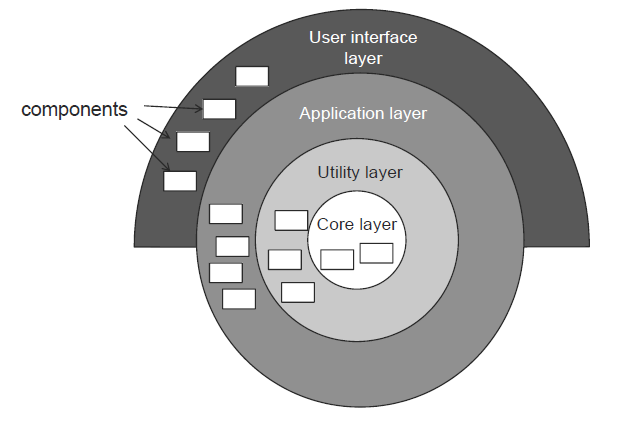 User interface
layer
components
Application layer
Utility layer
Core layer